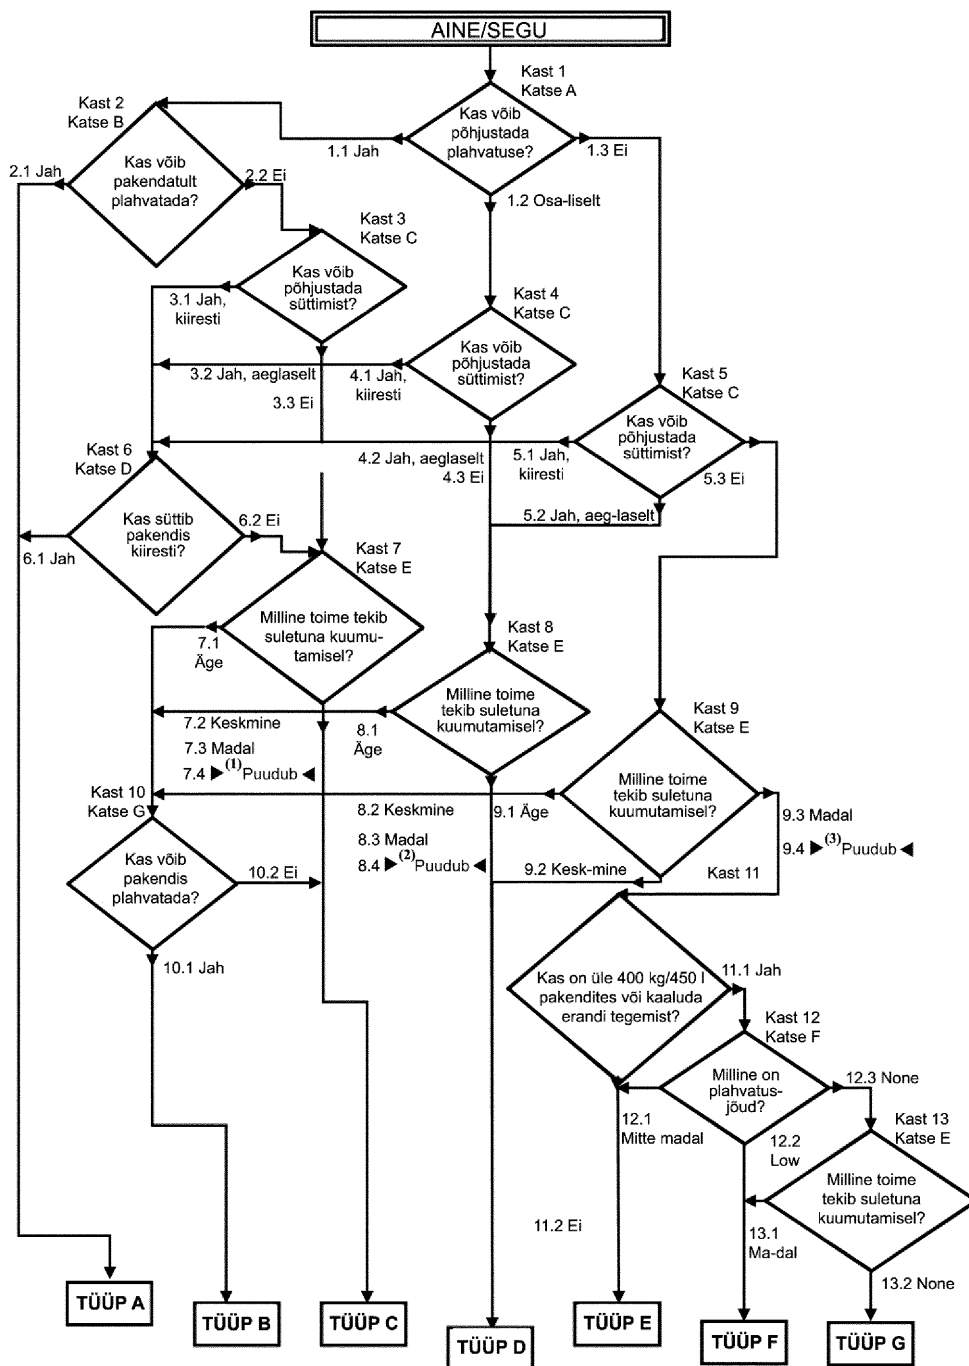 AINE/SEGU
Kast 1
Katse A
Kas võib
põhjustada
plahvatuse?
1.1 Jah
1.3 Ei
1.2 Osa-liselt
Kast 2
Katse B
Kas võib
pakendatult
plahvatada?
2.1 Jah
2.2 Ei
Kast 3
Katse C
Kas võib
põhjustada
süttimist?
3.1 Jah,
kiiresti
3.2 Jah, aeglaselt
3.3 Ei
Kast 4
Katse C
Kas võib
põhjustada
süttimist?
4.1 Jah,
kiiresti
4.2 Jah, aeglaselt
4.3 Ei
Kast 5
Katse C
Kas võib
põhjustada
süttimist?
5.1 Jah,
kiiresti
5.3 Ei
5.2 Jah, aeg-laselt
Kast 6
Katse D
Kas süttib
pakendis
kiiresti?
6.1 Jah
6.2 Ei
Kast 7
Katse E
Milline toime tekib
suletuna kuumu-
tamisel?
7.1
Äge
7.2 Keskmine
7.3 Madal
7.4 ►(1)Puudub ◄
Kast 8
Katse E
Milline toime
tekib suletuna
kuumutamisel?
8.1
Äge
8.2 Keskmine
8.3 Madal
8.4 ►(2)Puudub ◄
Kast 9
Katse E
Milline toime
tekib suletuna
kuumutamisel?
9.1 Äge
9.2 Kesk-mine
9.3 Madal
9.4 ►(3)Puudub ◄
Kast 10
Katse G
Kas võib
pakendis
plahvatada?
10.2 Ei
10.1 Jah
Kast 11
Kas on üle 400 kg/450 l
pakendites või kaaluda
erandi tegemist?
11.1 Jah
11.2 Ei
Kast 12
Katse F
Milline on
plahvatus-
jõud?
12.1
Mitte madal
12.2
Low
12.3 None
Kast 13
Katse E
Milline toime
tekib suletuna
kuumutamisel?
13.1
Ma-dal
13.2 None
TÜÜP A
TÜÜP B
TÜÜP C
TÜÜP D
TÜÜP E
TÜÜP F
TÜÜP G